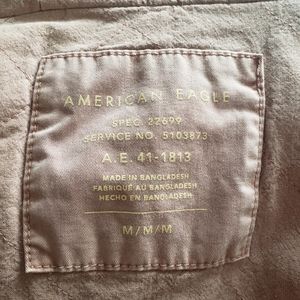 AMERICAN EAGLE
SPEC. 22699
SERVICE NO. 5103873
A.E. 41-1813
MADE IN BANGLADESH
FABRIQUÉ AU BANGLADESH
HECHO EN BANGLADESH
M/M/M